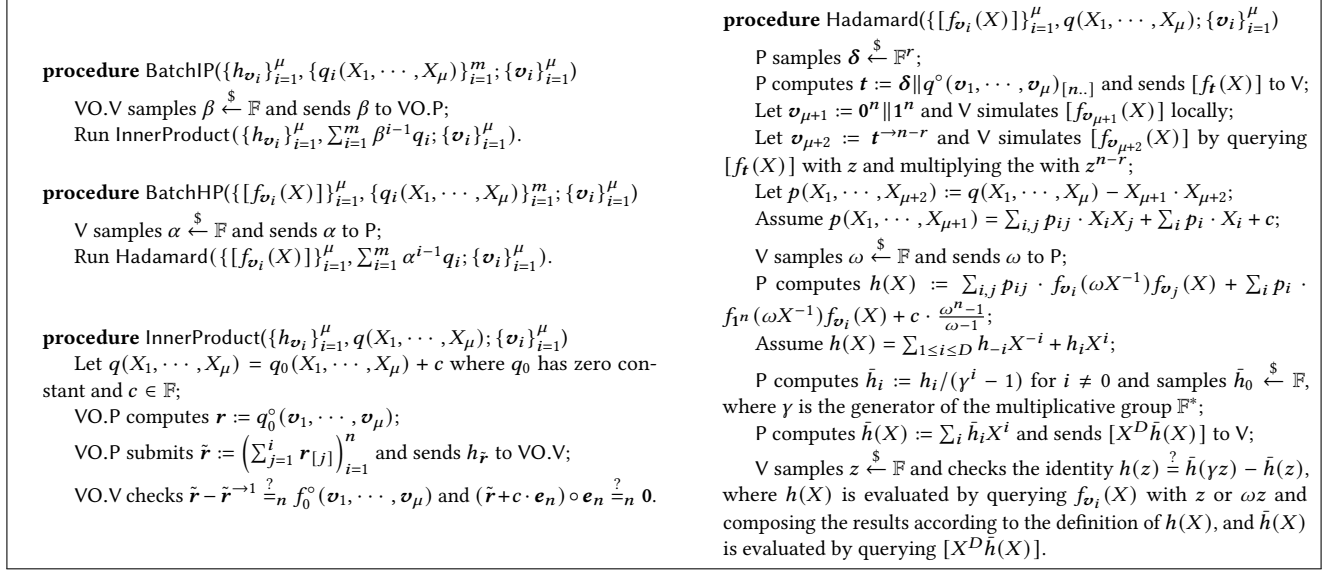 procedure BatchIP({h_{𝒗_i}}_{i=1}^μ, {q_i(X_1, ⋯, X_μ)}_{i=1}^m; {𝒗_i}_{i=1}^μ)
VO.V samples β ←$ 𝔽 and sends β to VO.P;
Run InnerProduct({h_{𝒗_i}}_{i=1}^μ, ∑_{i=1}^m β^{i−1}q_i; {𝒗_i}_{i=1}^μ).
procedure BatchHP({[f_{𝒗_i}(X)]}_{i=1}^μ, {q_i(X_1, ⋯, X_μ)}_{i=1}^m; {𝒗_i}_{i=1}^μ)
V samples α ←$ 𝔽 and sends α to P;
Run Hadamard({[f_{𝒗_i}(X)]}_{i=1}^μ, ∑_{i=1}^m α^{i−1}q_i; {𝒗_i}_{i=1}^μ).
procedure InnerProduct({h_{𝒗_i}}_{i=1}^μ, q(X_1, ⋯, X_μ); {𝒗_i}_{i=1}^μ)
Let q(X_1, ⋯, X_μ) = q_0(X_1, ⋯, X_μ) + c where q_0 has zero con-
stant and c ∈ 𝔽;
VO.P computes 𝒓 := q_0^∘(𝒗_1, ⋯, 𝒗_μ);
VO.P submits 𝒓̃ := (∑_{j=1}^i 𝒓_{[j]})_{i=1}^n and sends h_{𝒓̃} to VO.V;
VO.V checks 𝒓̃ − 𝒓̃^{→1} ≟_n f_0^∘(𝒗_1, ⋯, 𝒗_μ) and (𝒓̃ + c · 𝒆_n) ∘ 𝒆_n ≟_n 𝟎.
procedure Hadamard({[f_{𝒗_i}(X)]}_{i=1}^μ, q(X_1, ⋯, X_μ); {𝒗_i}_{i=1}^μ)
P samples 𝜹 ←$ 𝔽^r;
P computes 𝒕 := 𝜹∥q^∘(𝒗_1, ⋯, 𝒗_μ)_{[n..]} and sends [f_𝒕(X)] to V;
Let 𝒗_{μ+1} := 𝟎^n∥𝟏^n and V simulates [f_{𝒗_{μ+1}}(X)] locally;
Let 𝒗_{μ+2} := 𝒕^{→n−r} and V simulates [f_{𝒗_{μ+2}}(X)] by querying
[f_𝒕(X)] with z and multiplying the with z^{n−r};
Let p(X_1, ⋯, X_{μ+2}) := q(X_1, ⋯, X_μ) − X_{μ+1} · X_{μ+2};
Assume p(X_1, ⋯, X_{μ+1}) = ∑_{i,j} p_{ij} · X_iX_j + ∑_i p_i · X_i + c;
V samples ω ←$ 𝔽 and sends ω to P;
P computes h(X) := ∑_{i,j} p_{ij} · f_{𝒗_i}(ωX^{−1})f_{𝒗_j}(X) + ∑_i p_i ·
f_{𝟏^n}(ωX^{−1})f_{𝒗_i}(X) + c · (ω^n−1)/(ω−1);
Assume h(X) = ∑_{1≤i≤D} h_{−i}X^{−i} + h_iX^i;
P computes h̄_i := h_i/(γ^i − 1) for i ≠ 0 and samples h̄_0 ←$ 𝔽,
where γ is the generator of the multiplicative group 𝔽^*;
P computes h̄(X) := ∑_i h̄_iX^i and sends [X^D h̄(X)] to V;
V samples z ←$ 𝔽 and checks the identity h(z) ≟ h̄(γz) − h̄(z),
where h(X) is evaluated by querying f_{𝒗_i}(X) with z or ωz and
composing the results according to the definition of h(X), and h̄(X)
is evaluated by querying [X^D h̄(X)].